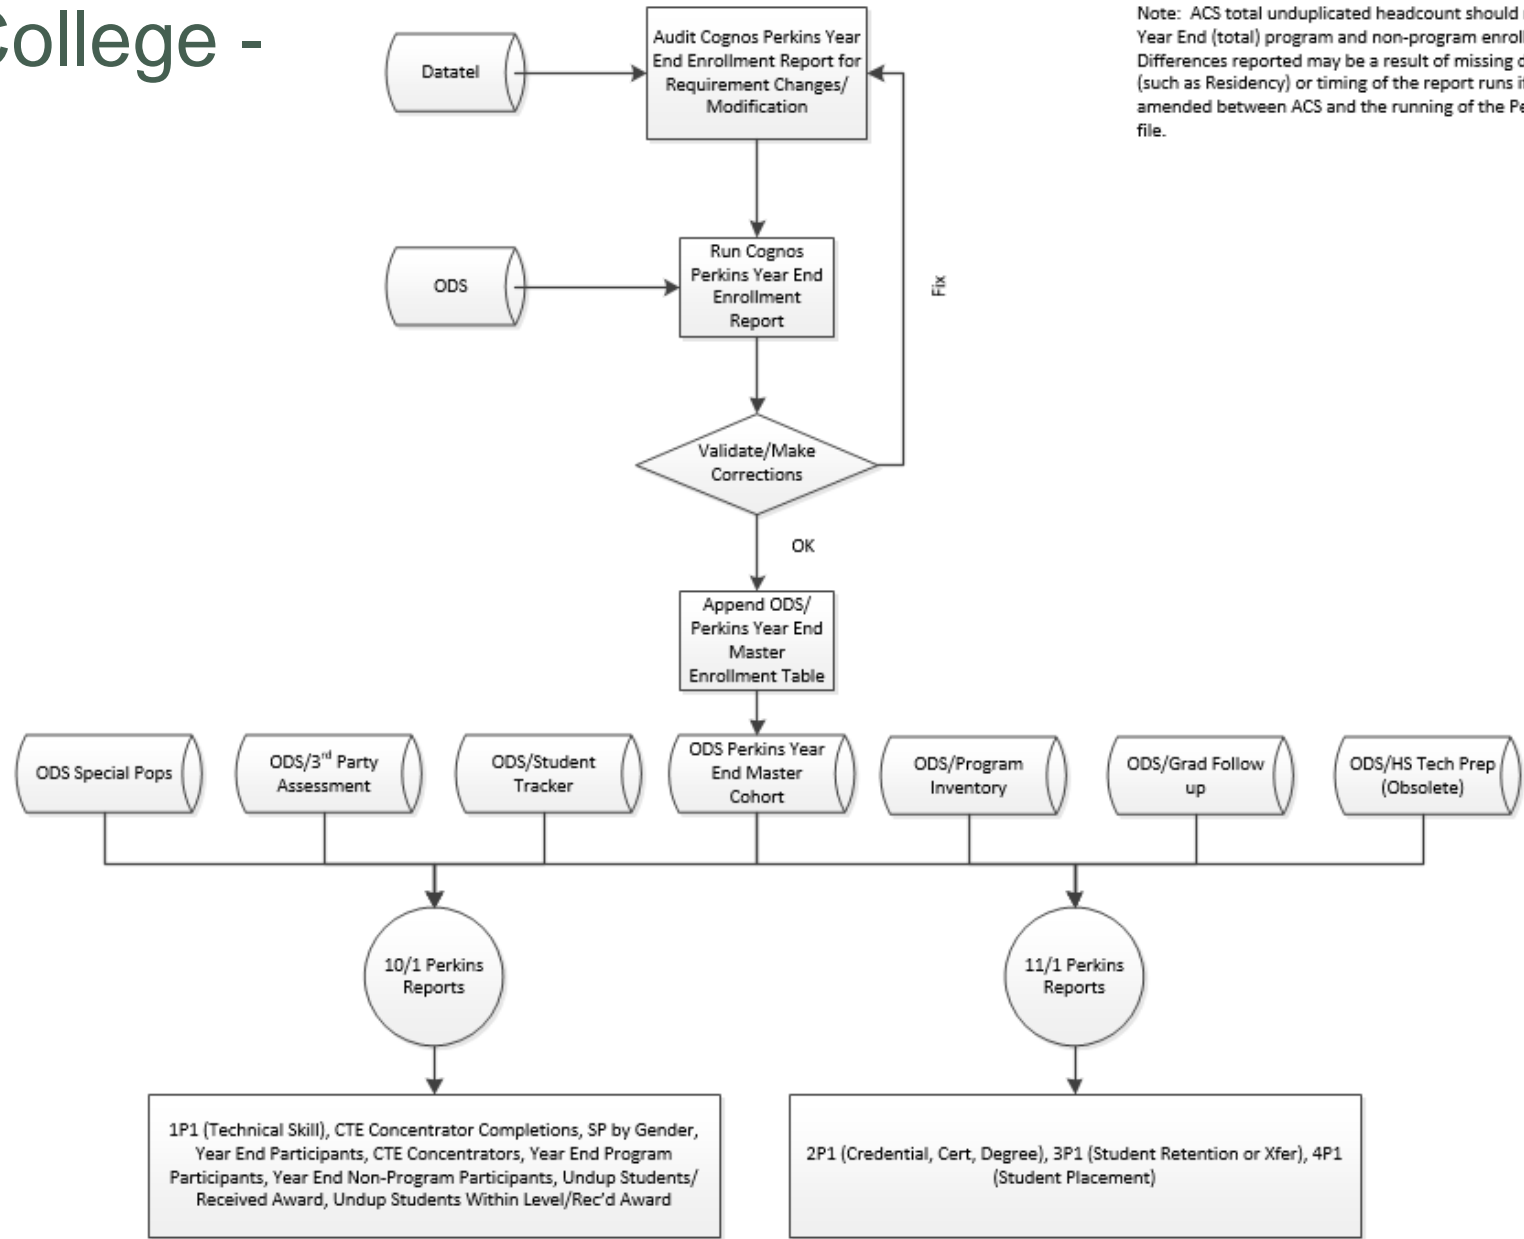 College -
Note: ACS total unduplicated headcount should
Year End (total) program and non-program
Differences reported may be a result of missing
(such as Residency) or timing of the report runs
amended between ACS and the running of the
file.
Datatel
Audit Cognos Perkins Year
End Enrollment Report for
Requirement Changes/
Modification
ODS
Run Cognos
Perkins Year End
Enrollment
Report
Fix
Validate/Make
Corrections
OK
Append ODS/
Perkins Year End
Master
Enrollment Table
ODS Special Pops
ODS/3rd Party
Assessment
ODS/Student
Tracker
ODS Perkins Year
End Master
Cohort
ODS/Program
Inventory
ODS/Grad Follow
up
ODS/HS Tech Prep
(Obsolete)
10/1 Perkins
Reports
11/1 Perkins
Reports
1P1 (Technical Skill), CTE Concentrator Completions, SP by Gender,
Year End Participants, CTE Concentrators, Year End Program
Participants, Year End Non-Program Participants, Undup Students/
Received Award, Undup Students Within Level/Rec'd Award
2P1 (Credential, Cert, Degree), 3P1 (Student Retention or Xfer), 4P1
(Student Placement)